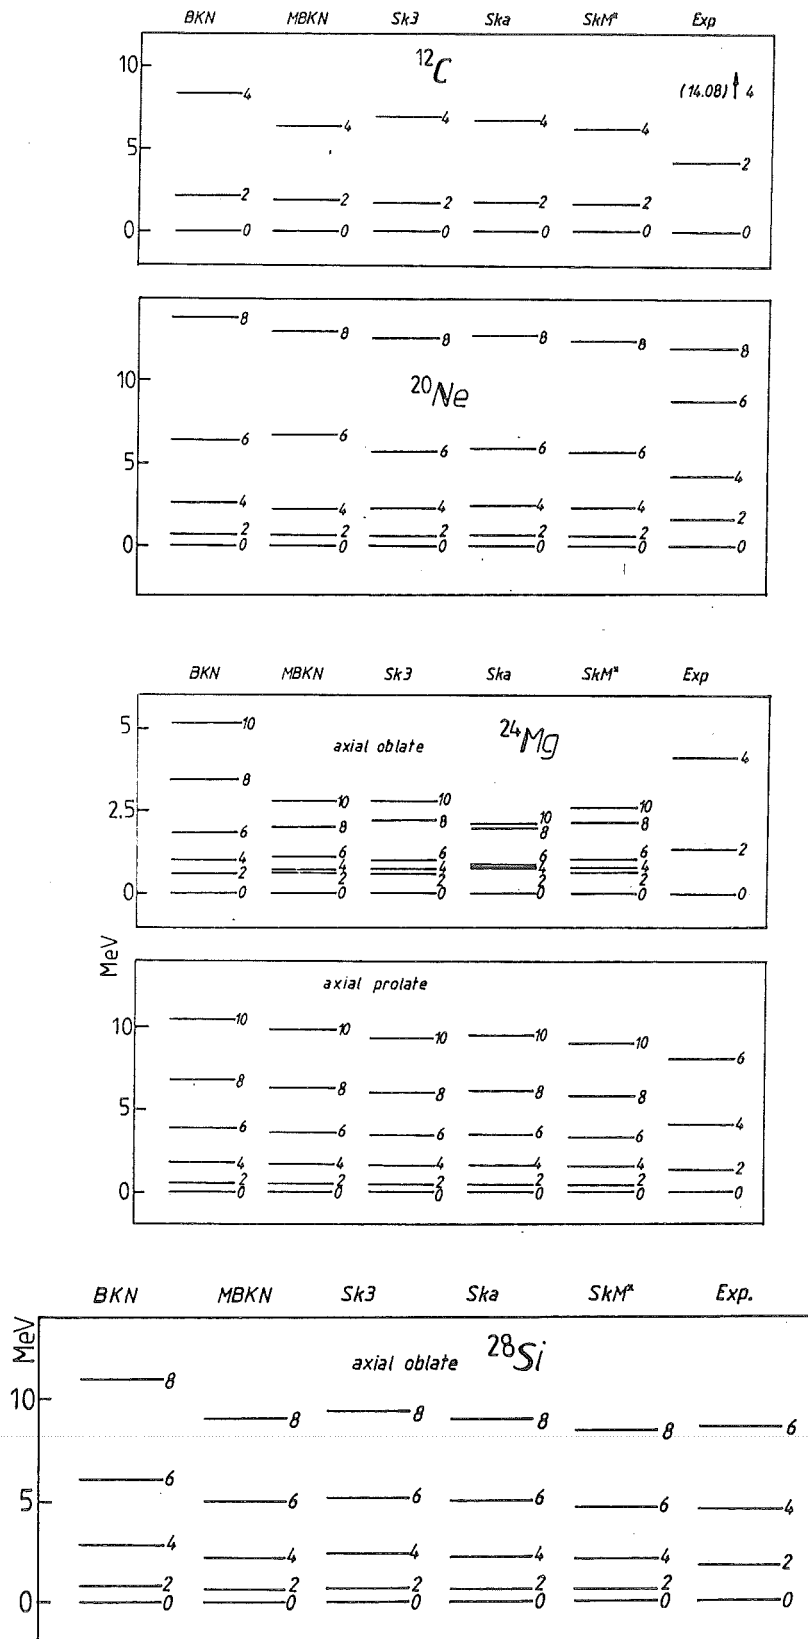 BKN MBKN Sk3 Ska SkM* Exp
¹²C
10
(14.08) 4
4 4 4 4 4
5
2 2 2 2 2 2
0 0 0 0 0 0 0
8 8 8 8 8 8
10
²⁰Ne
6
6 6 6 6 6
5
4 4 4 4 4 4
2 2 2 2 2 2
0 0 0 0 0 0 0
BKN MBKN Sk3 Ska SkM* Exp
5
10
axial oblate
²⁴Mg
4
8
2.5
10 10 10 10
8 8 8 8
6 6 6 6 6
4 4 4 4 4
2 2 2 2 2 2
0 0 0 0 0 0 0
MeV
axial prolate
10
10 10 10 10 10
6
8 8 8 8 8
5
6 6 6 6 6
4
4 4 4 4 4
2 2 2 2 2 2
0 0 0 0 0 0 0
BKN MBKN Sk3 Ska SkM* Exp.
MeV
axial oblate
²⁸Si
10
8 8 8 8 8 6
6 6 6 6 6
5
4
4 4 4 4 4
2 2 2 2 2 2
0 0 0 0 0 0 0